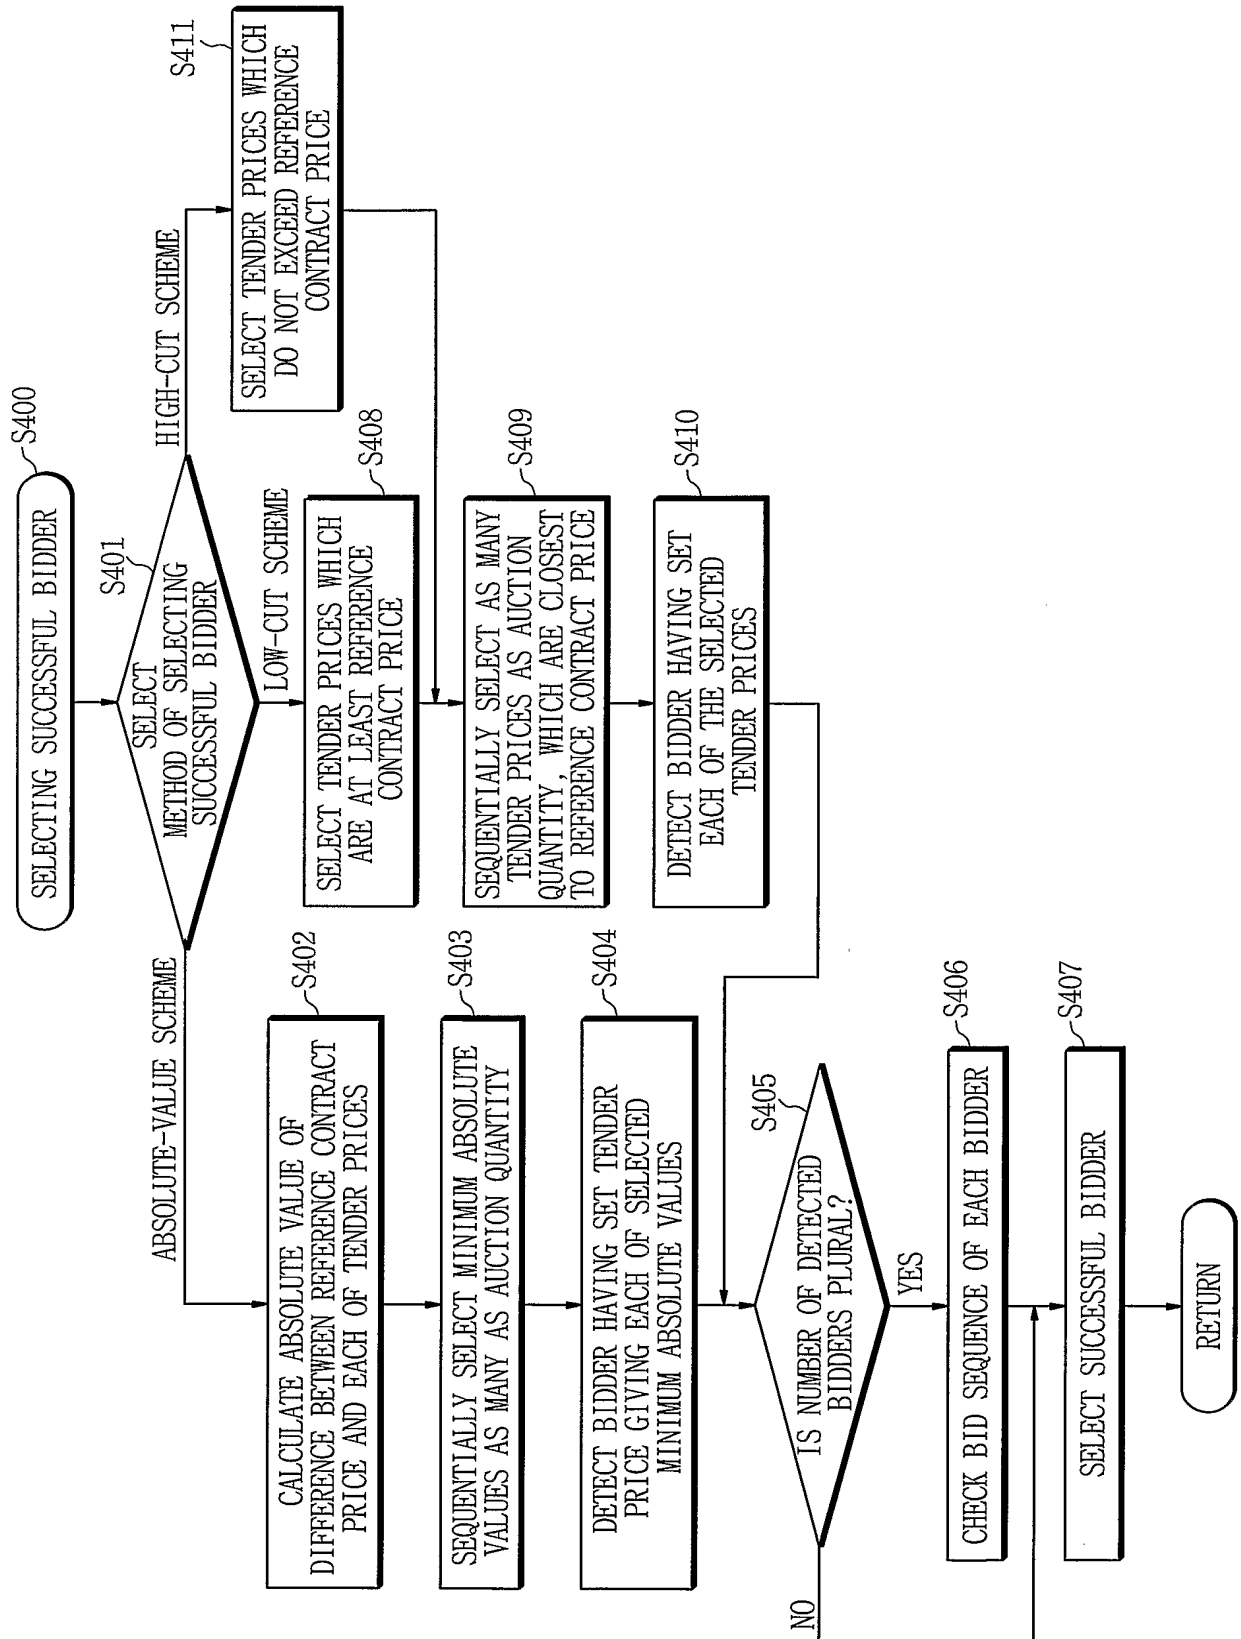 SELECTING SUCCESSFUL BIDDER
S400
SELECT
METHOD OF SELECTING
SUCCESSFUL BIDDER
S401
ABSOLUTE-VALUE SCHEME
LOW-CUT SCHEME
HIGH-CUT SCHEME
CALCULATE ABSOLUTE VALUE OF
DIFFERENCE BETWEEN REFERENCE CONTRACT
PRICE AND EACH OF TENDER PRICES
S402
SEQUENTIALLY SELECT MINIMUM ABSOLUTE
VALUES AS MANY AS AUCTION QUANTITY
S403
DETECT BIDDER HAVING SET TENDER
PRICE GIVING EACH OF SELECTED
MINIMUM ABSOLUTE VALUES
S404
SELECT TENDER PRICES WHICH
ARE AT LEAST REFERENCE
CONTRACT PRICE
S408
SEQUENTIALLY SELECT AS MANY
TENDER PRICES AS AUCTION
QUANTITY, WHICH ARE CLOSEST
TO REFERENCE CONTRACT PRICE
S409
DETECT BIDDER HAVING SET
EACH OF THE SELECTED
TENDER PRICES
S410
SELECT TENDER PRICES WHICH
DO NOT EXCEED REFERENCE
CONTRACT PRICE
S411
IS NUMBER OF DETECTED
BIDDERS PLURAL?
S405
NO
YES
CHECK BID SEQUENCE OF EACH BIDDER
S406
SELECT SUCCESSFUL BIDDER
S407
RETURN